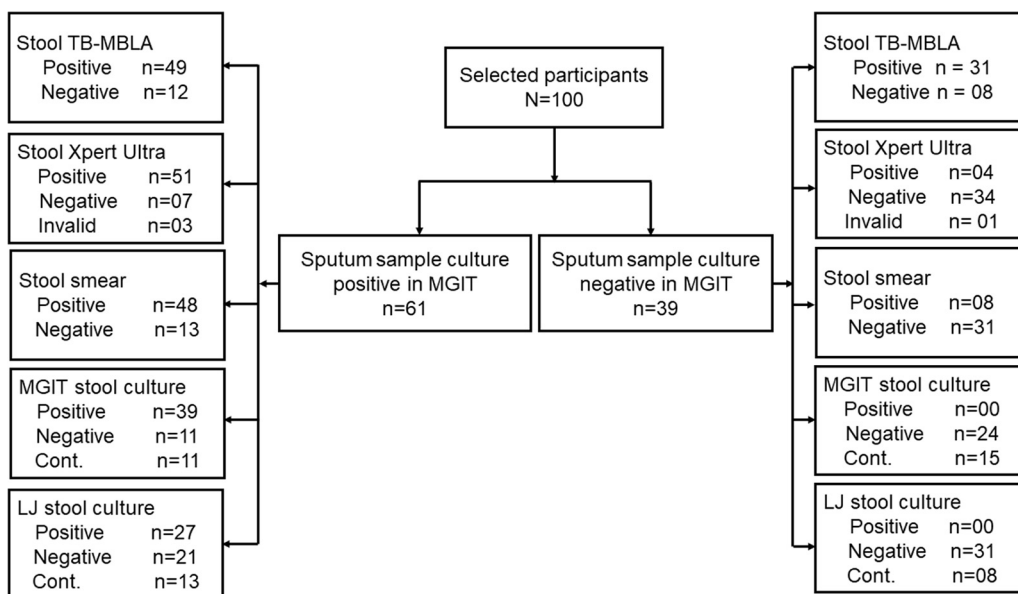 Selected participants
N=100
Sputum sample culture
positive in MGIT
n=61
Sputum sample culture
negative in MGIT
n=39
Stool TB-MBLA
Positive n=49
Negative n=12
Stool Xpert Ultra
Positive n=51
Negative n=07
Invalid n=03
Stool smear
Positive n=48
Negative n=13
MGIT stool culture
Positive n=39
Negative n=11
Cont. n=11
LJ stool culture
Positive n=27
Negative n=21
Cont. n=13
Stool TB-MBLA
Positive n = 31
Negative n = 08
Stool Xpert Ultra
Positive n=04
Negative n=34
Invalid n= 01
Stool smear
Positive n=08
Negative n=31
MGIT stool culture
Positive n=00
Negative n=24
Cont. n=15
LJ stool culture
Positive n=00
Negative n=31
Cont. n=08